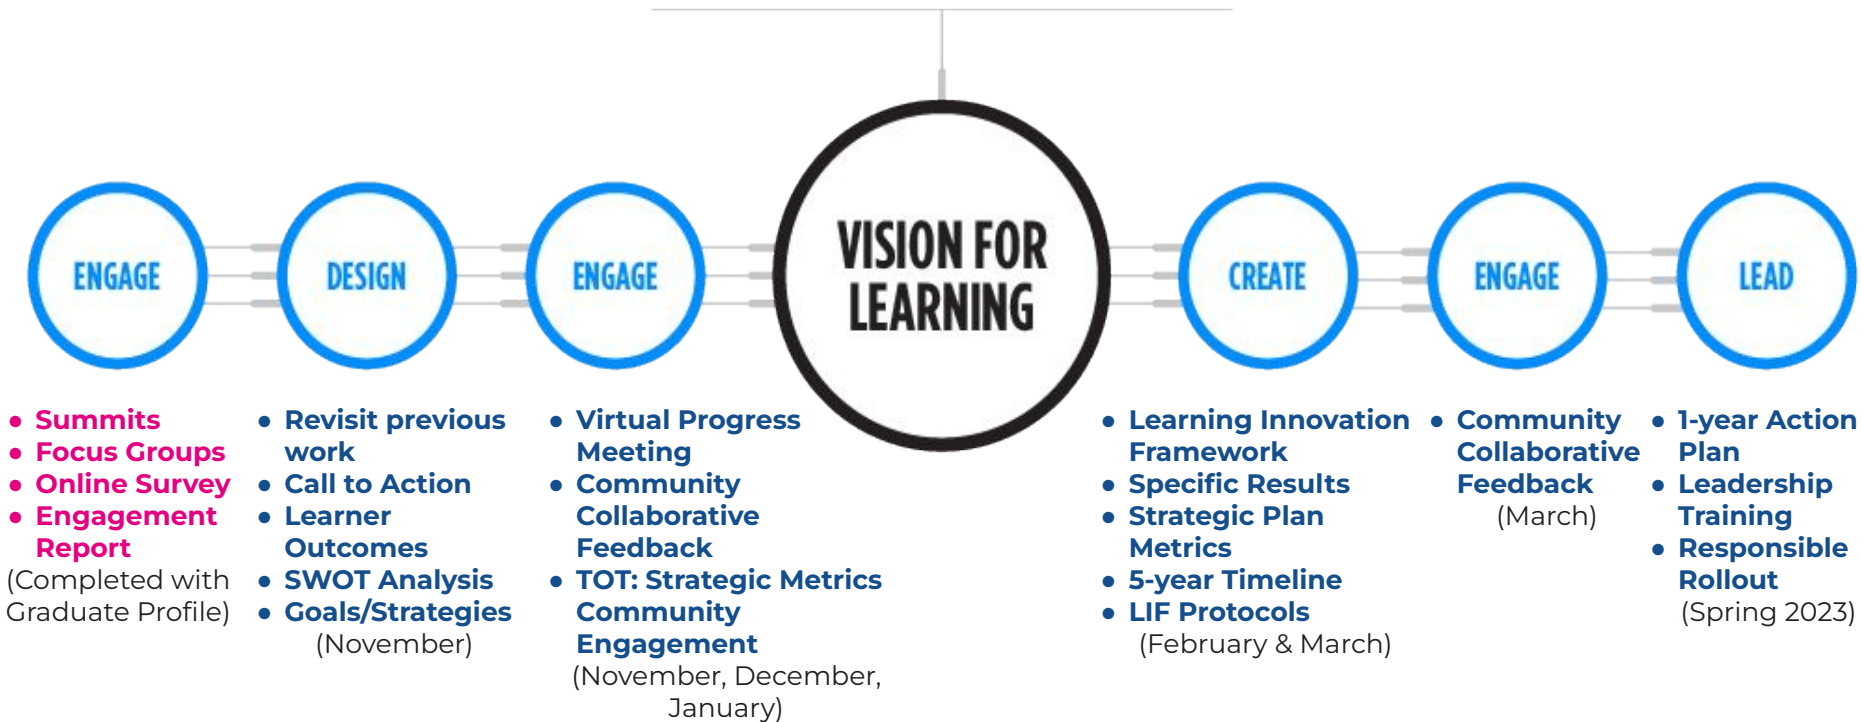 ENGAGE
DESIGN
ENGAGE
VISION FOR
LEARNING
CREATE
ENGAGE
LEAD
● Summits
● Focus Groups
● Online Survey
● Engagement
Report
(Completed with
Graduate Profile)
● Revisit previous
work
● Call to Action
● Learner
Outcomes
● SWOT Analysis
● Goals/Strategies
(November)
● Virtual Progress
Meeting
● Community
Collaborative
Feedback
● TOT: Strategic Metrics
Community
Engagement
(November, December,
January)
● Learning Innovation
Framework
● Specific Results
● Strategic Plan
Metrics
● 5-year Timeline
● LIF Protocols
(February & March)
● Community
Collaborative
Feedback
(March)
● 1-year Action
Plan
● Leadership
Training
● Responsible
Rollout
(Spring 2023)